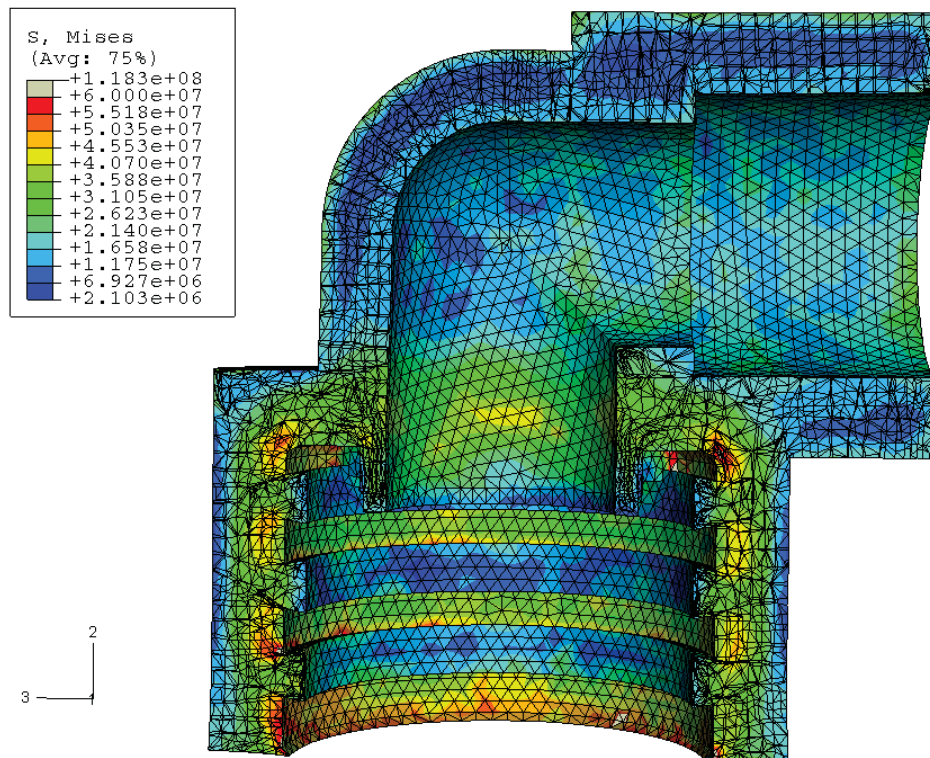 S, Mises
(Avg: 75%)
+1.183e+08
+6.000e+07
+5.518e+07
+5.035e+07
+4.553e+07
+4.070e+07
+3.588e+07
+3.105e+07
+2.623e+07
+2.140e+07
+1.658e+07
+1.175e+07
+6.927e+06
+2.103e+06
2
3
1